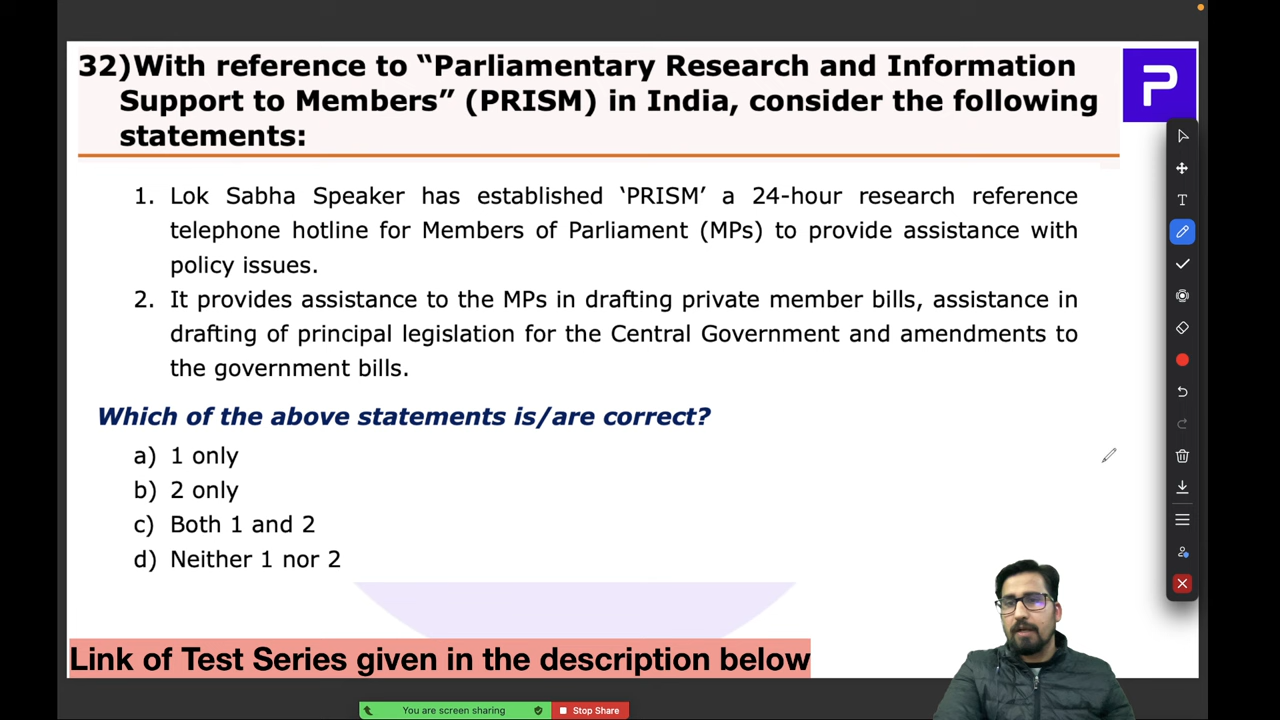 32)With reference to “Parliamentary Research and Information
Support to Members” (PRISM) in India, consider the following
statements:
P
1. Lok Sabha Speaker has established ‘PRISM’ a 24-hour research reference
telephone hotline for Members of Parliament (MPs) to provide assistance with
policy issues.
2. It provides assistance to the MPs in drafting private member bills, assistance in
drafting of principal legislation for the Central Government and amendments to
the government bills.
Which of the above statements is/are correct?
a) 1 only
b) 2 only
c) Both 1 and 2
d) Neither 1 nor 2
Link of Test Series given in the description below
You are screen sharing
Stop Share